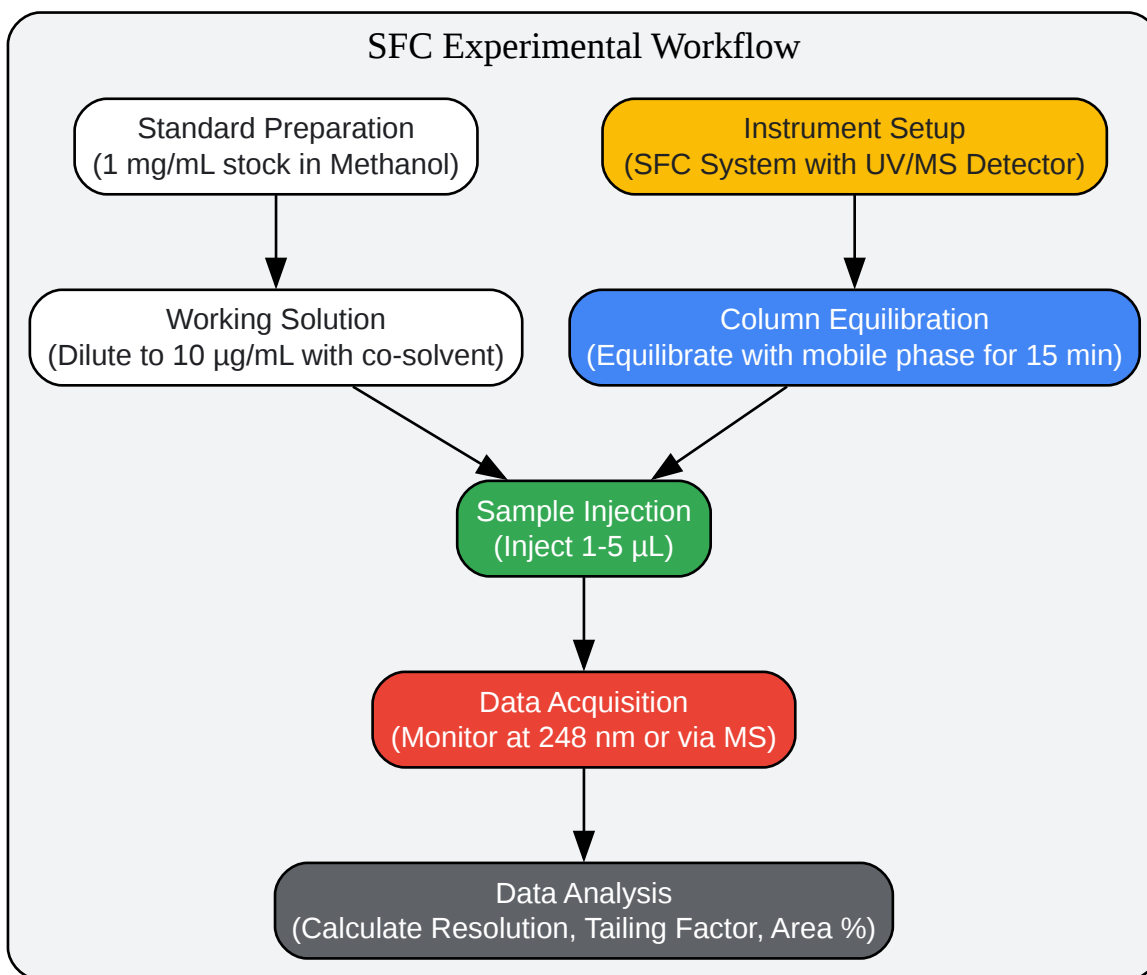 SFC Experimental Workflow
Standard Preparation
(1 mg/mL stock in Methanol)
Instrument Setup
(SFC System with UV/MS Detector)
Working Solution
(Dilute to 10 µg/mL with co-solvent)
Column Equilibration
(Equilibrate with mobile phase for 15 min)
Sample Injection
(Inject 1-5 µL)
Data Acquisition
(Monitor at 248 nm or via MS)
Data Analysis
(Calculate Resolution, Tailing Factor, Area %)